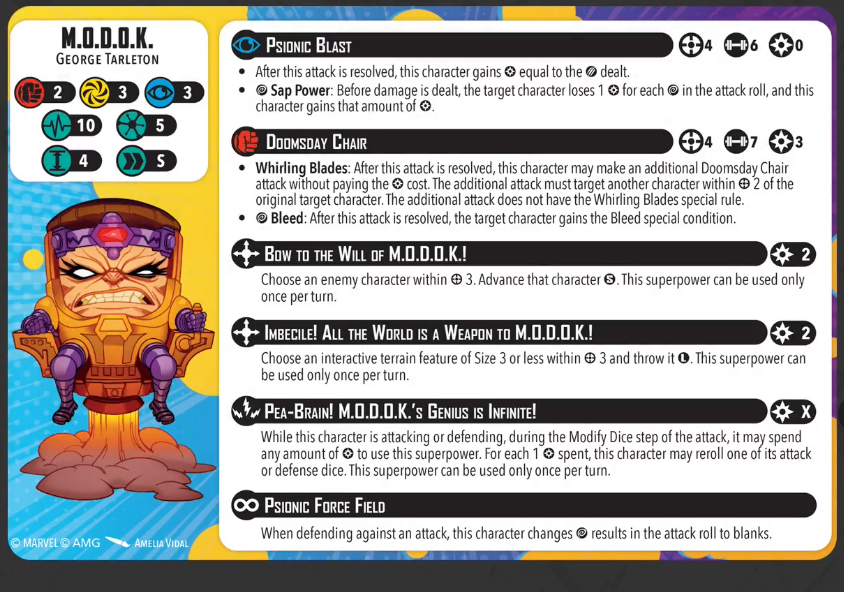 M.O.D.O.K.
George Tarleton
2 3 3
10 5
4 S
Psionic Blast 4 6 0
• After this attack is resolved, this character gains equal to the dealt.
• Sap Power: Before damage is dealt, the target character loses 1 for each in the attack roll, and this
character gains that amount of .
Doomsday Chair 4 7 3
• Whirling Blades: After this attack is resolved, this character may make an additional Doomsday Chair
attack without paying the cost. The additional attack must target another character within 2 of the
original target character. The additional attack does not have the Whirling Blades special rule.
• Bleed: After this attack is resolved, the target character gains the Bleed special condition.
Bow to the Will of M.O.D.O.K.! 2
Choose an enemy character within 3. Advance that character S. This superpower can be used only
once per turn.
Imbecile! All the World is a Weapon to M.O.D.O.K.! 2
Choose an interactive terrain feature of Size 3 or less within 3 and throw it L. This superpower can
be used only once per turn.
Pea-Brain! M.O.D.O.K.'s Genius is Infinite! X
While this character is attacking or defending, during the Modify Dice step of the attack, it may spend
any amount of to use this superpower. For each 1 spent, this character may reroll one of its attack
or defense dice. This superpower can be used only once per turn.
Psionic Force Field
When defending against an attack, this character changes results in the attack roll to blanks.
© MARVEL © AMG Amelia Vidal